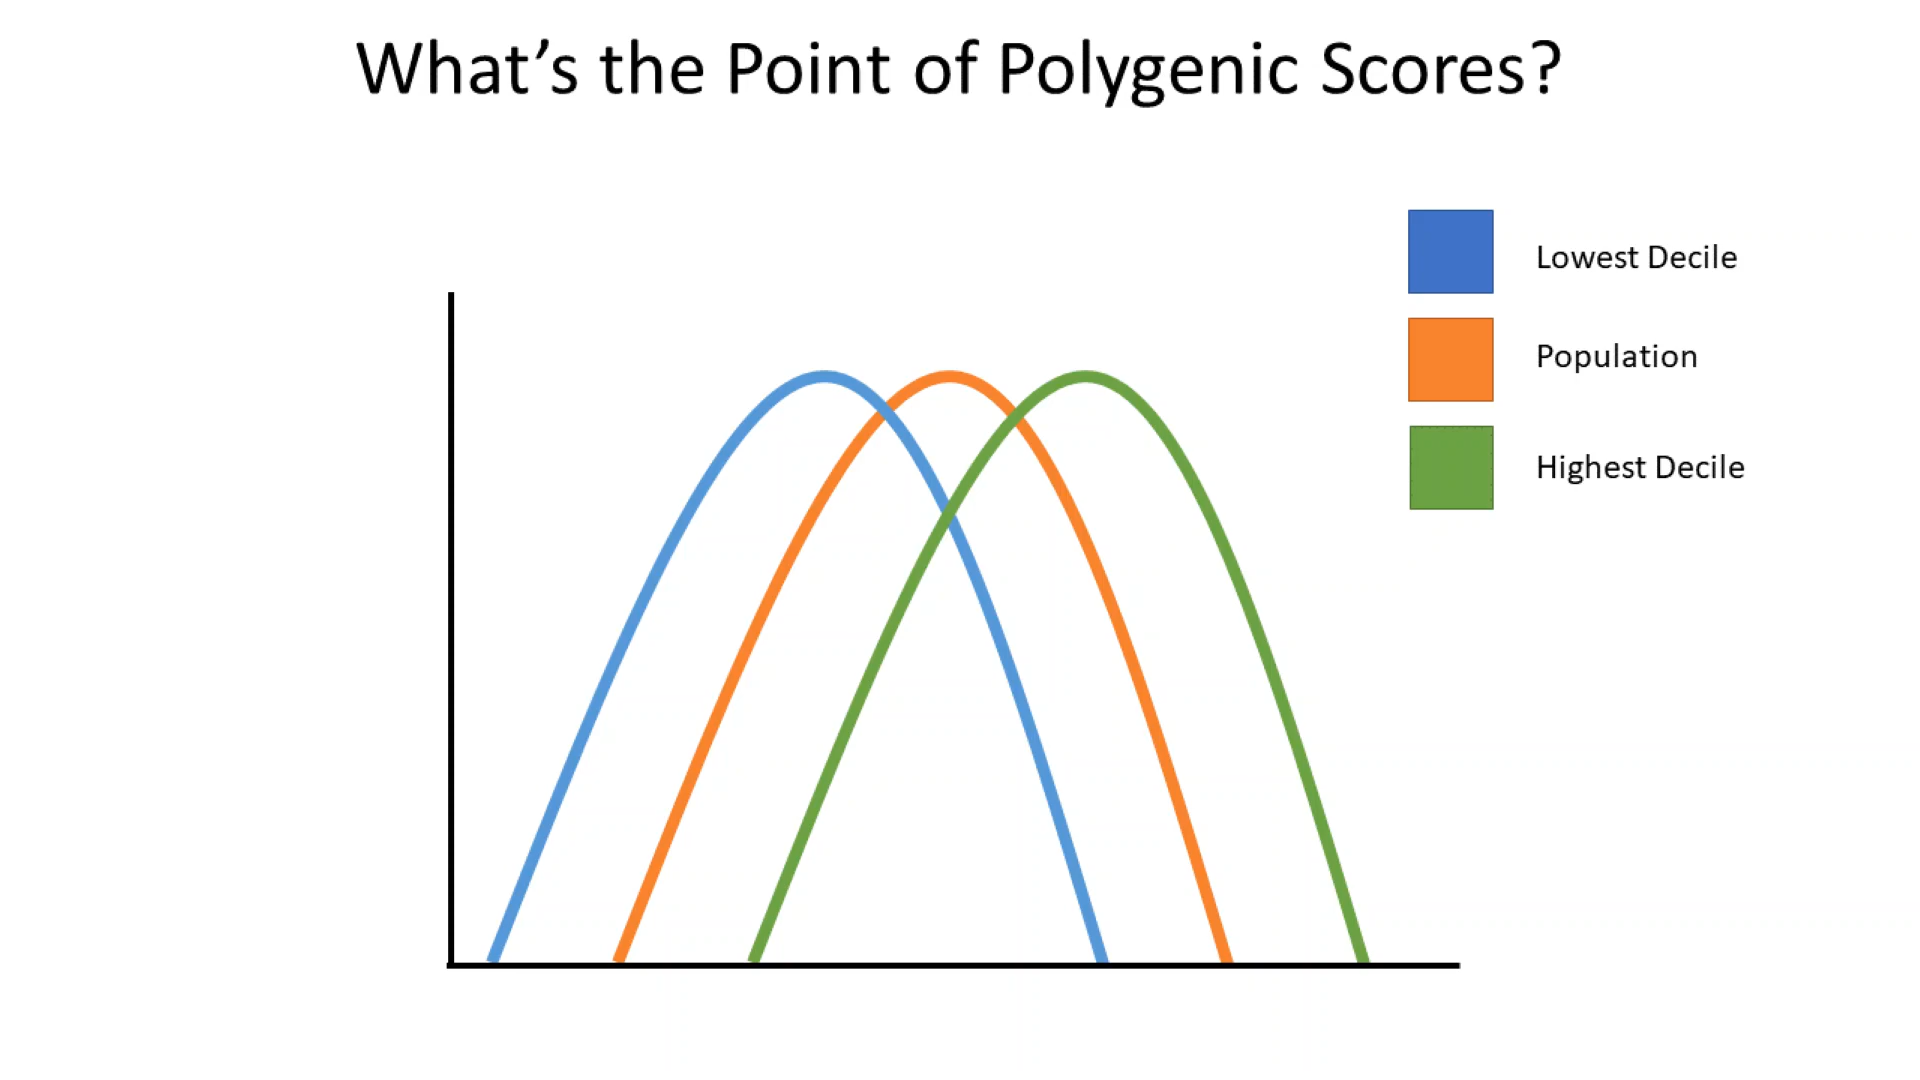 What’s the Point of Polygenic Scores?
Lowest Decile
Population
Highest Decile